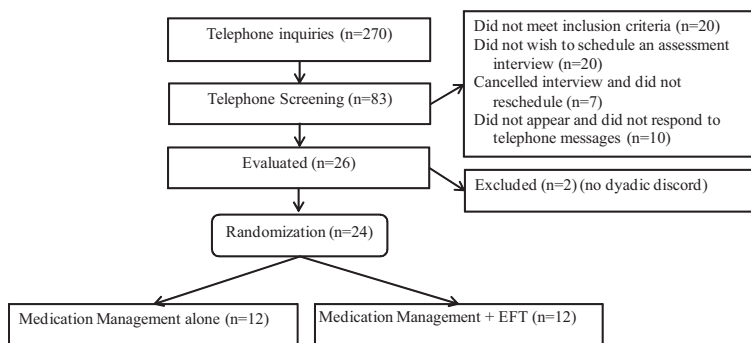 Telephone inquiries (n=270)
Did not meet inclusion criteria (n=20)
Did not wish to schedule an assessment
interview (n=20)
Cancelled interview and did not
reschedule (n=7)
Did not appear and did not respond to
telephone messages (n=10)
Telephone Screening (n=83)
Evaluated (n=26)
Excluded (n=2) (no dyadic discord)
Randomization (n=24)
Medication Management alone (n=12)
Medication Management + EFT (n=12)